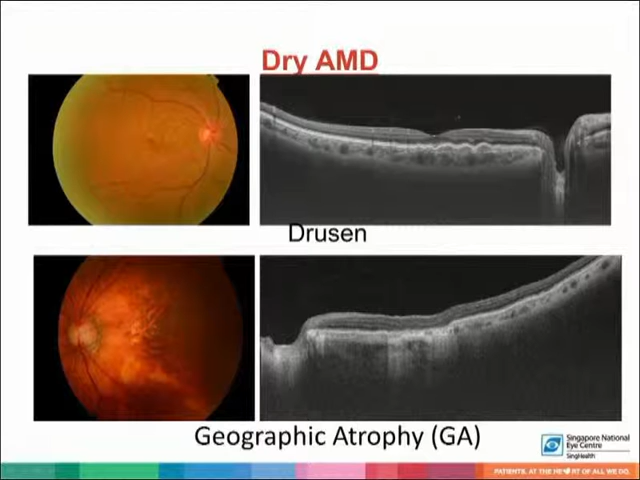 Dry AMD
Drusen
Geographic Atrophy (GA)
Singapore National
Eye Centre
SingHealth
PATIENTS. AT THE HE♥RT OF ALL WE DO.